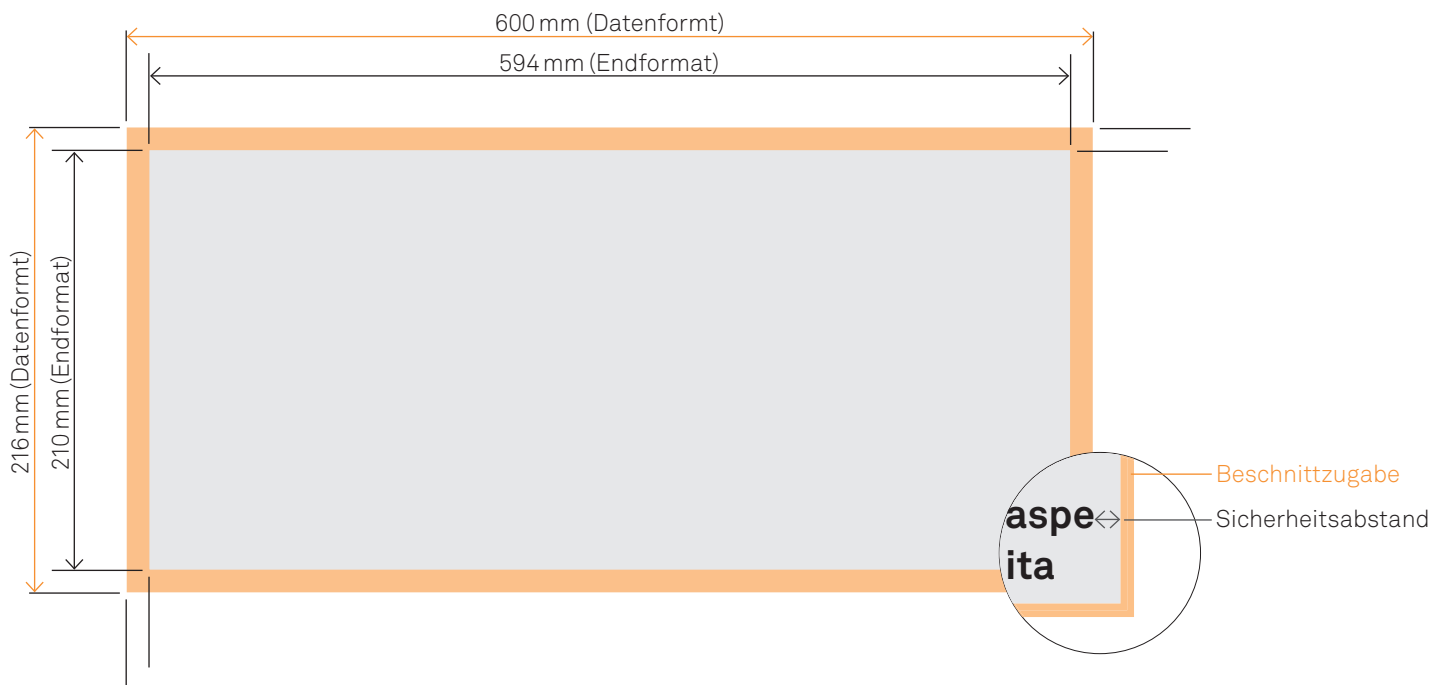 600 mm (Datenformt)
594 mm (Endformat)
216 mm (Datenformt)
210 mm (Endformat)
Beschnittzugabe
aspe
Sicherheitsabstand
ita